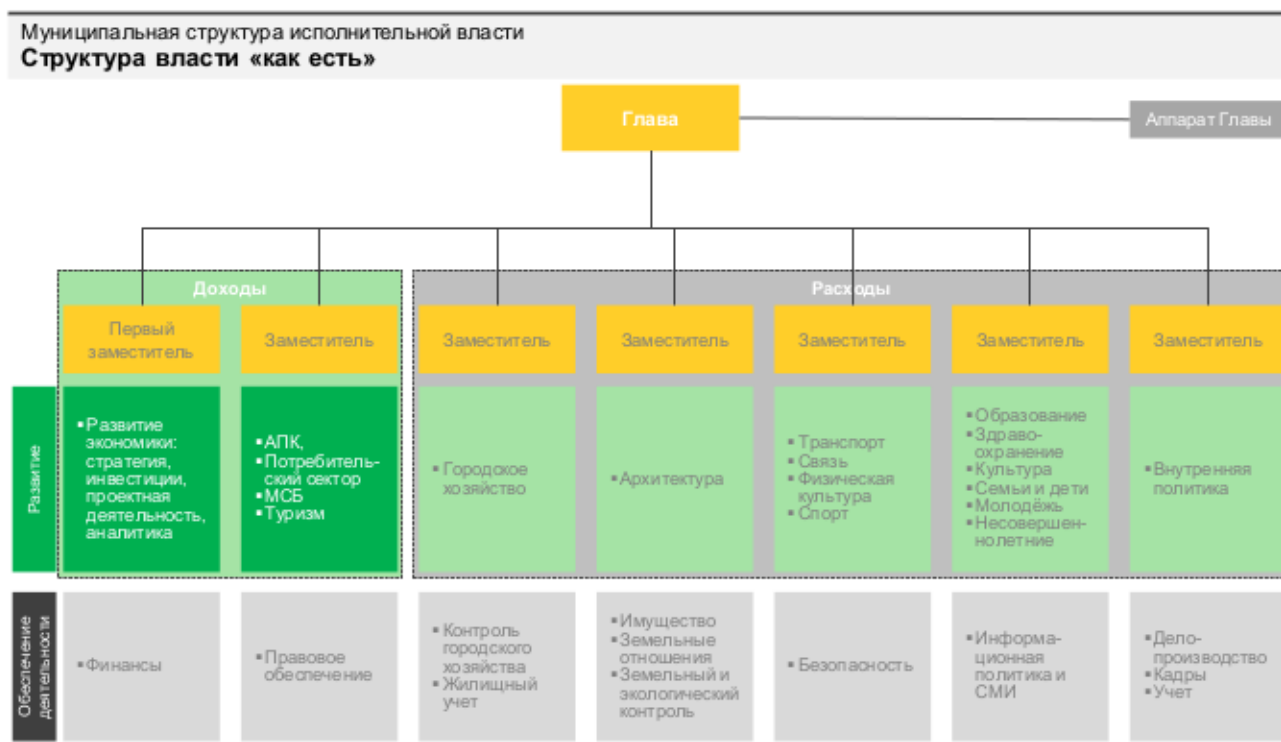 Муниципальная структура исполнительной власти
Структура власти «как есть»
Глава
Аппарат Главы
Доходы
Расходы
Первый
заместитель
Заместитель
Заместитель
Заместитель
Заместитель
Заместитель
Заместитель
Развитие
▪Развитие
экономики:
стратегия,
инвестиции,
проектная
деятельность,
аналитика
▪АПК,
▪Потребитель-
ский сектор
▪МСБ
▪Туризм
▪Городское
хозяйство
▪Архитектура
▪Транспорт
▪Связь
▪Физическая
культура
▪Спорт
▪Образование
▪Здраво-
охранение
▪Культура
▪Семьи и дети
▪Молодёжь
▪Несовершен-
нолетние
▪Внутренняя
политика
Обеспечение
деятельности
▪Финансы
▪Правовое
обеспечение
▪Контроль
городского
хозяйства
▪Жилищный
учет
▪Имущество
▪Земельные
отношения
▪Земельный и
экологический
контроль
▪Безопасность
▪Информа-
ционная
политика и
СМИ
▪Дело-
производство
▪Кадры
▪Учет